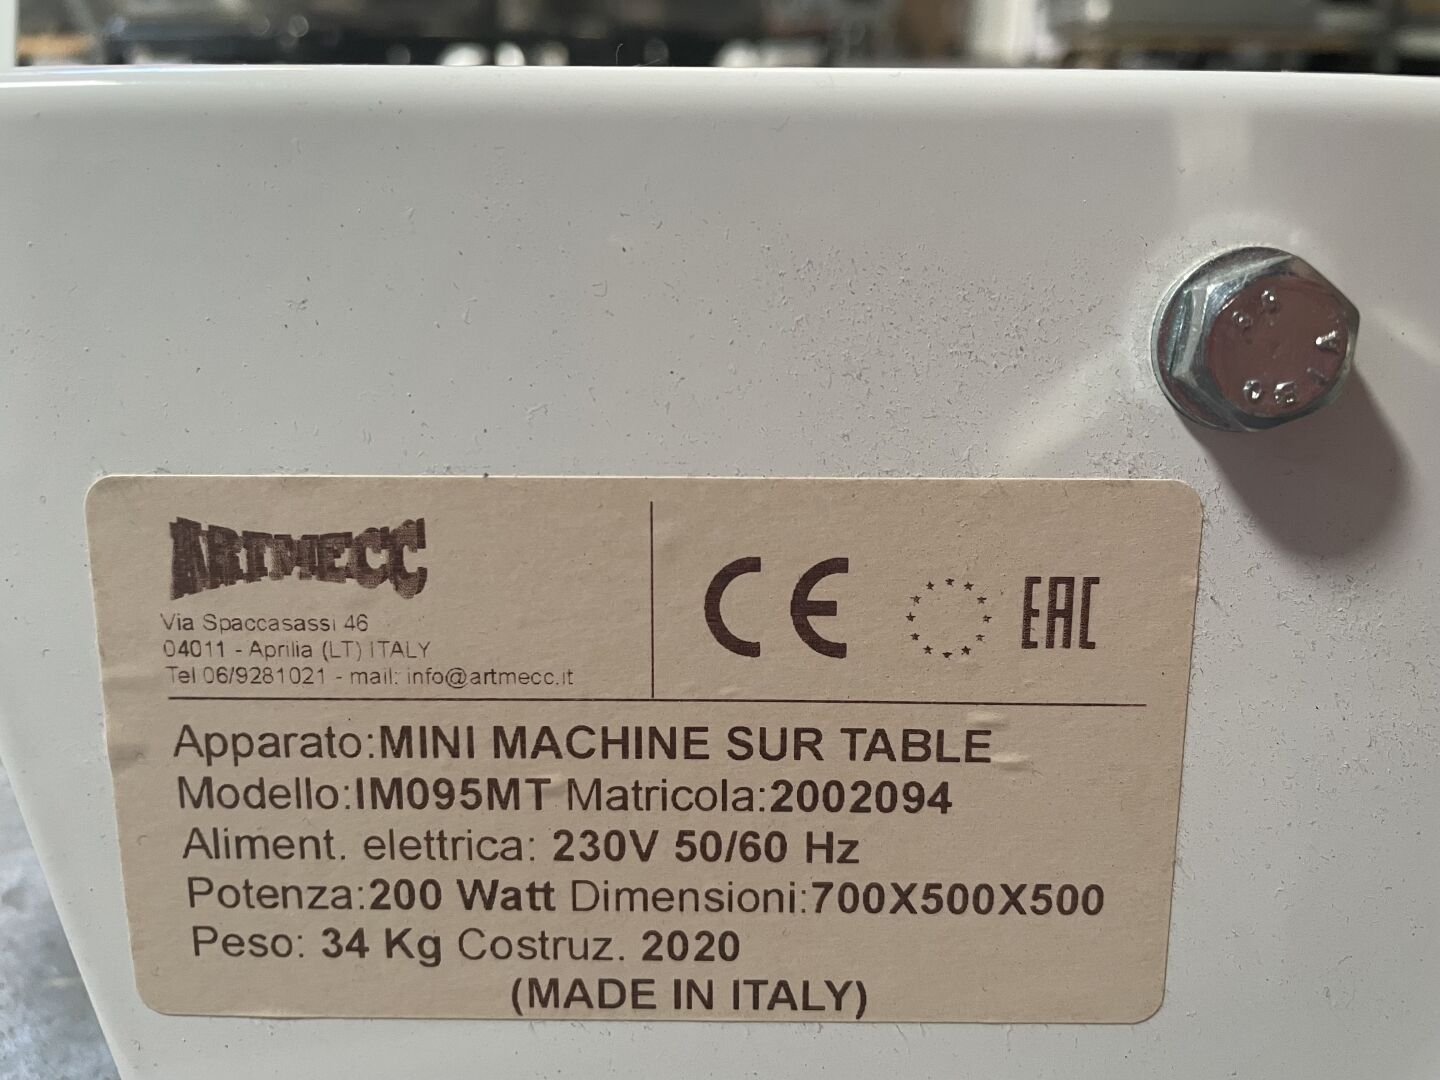 ARTMECC
Via Spaccasassi 46
04011 - Aprilia (LT) ITALY
Tel 06/9281021 - mail: info@artmecc.it
CE EAC
Apparato:MINI MACHINE SUR TABLE
Modello:IM095MT Matricola:2002094
Aliment. elettrica: 230V 50/60 Hz
Potenza:200 Watt Dimensioni:700X500X500
Peso: 34 Kg Costruz. 2020
(MADE IN ITALY)
8.8